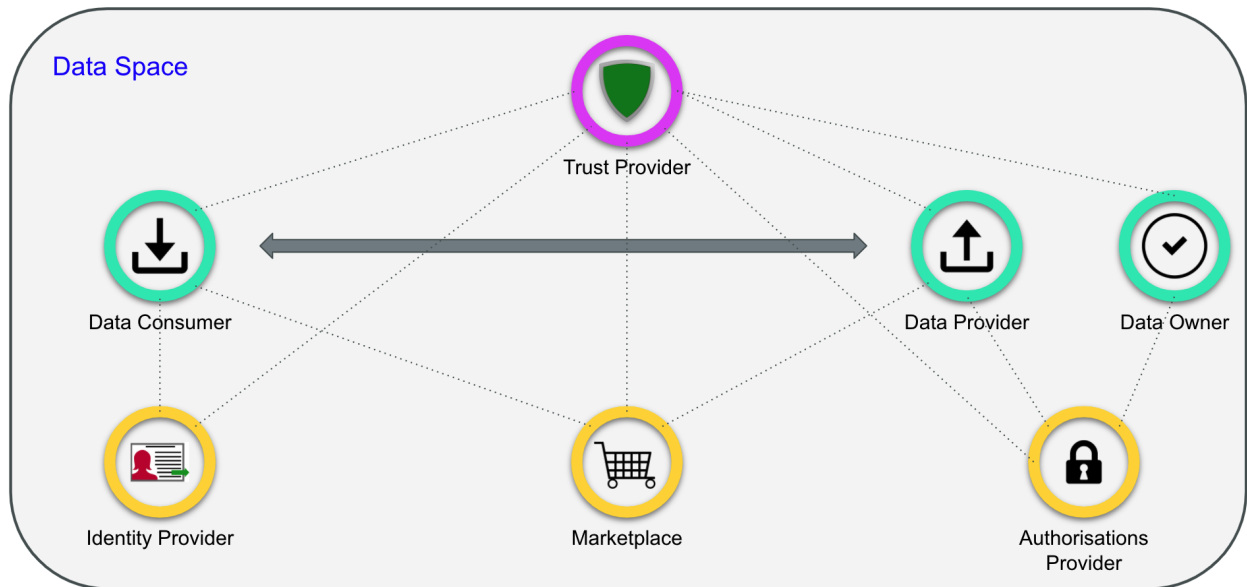 Data Space
Trust Provider
Data Consumer
Data Provider
Data Owner
Identity Provider
Marketplace
Authorisations
Provider